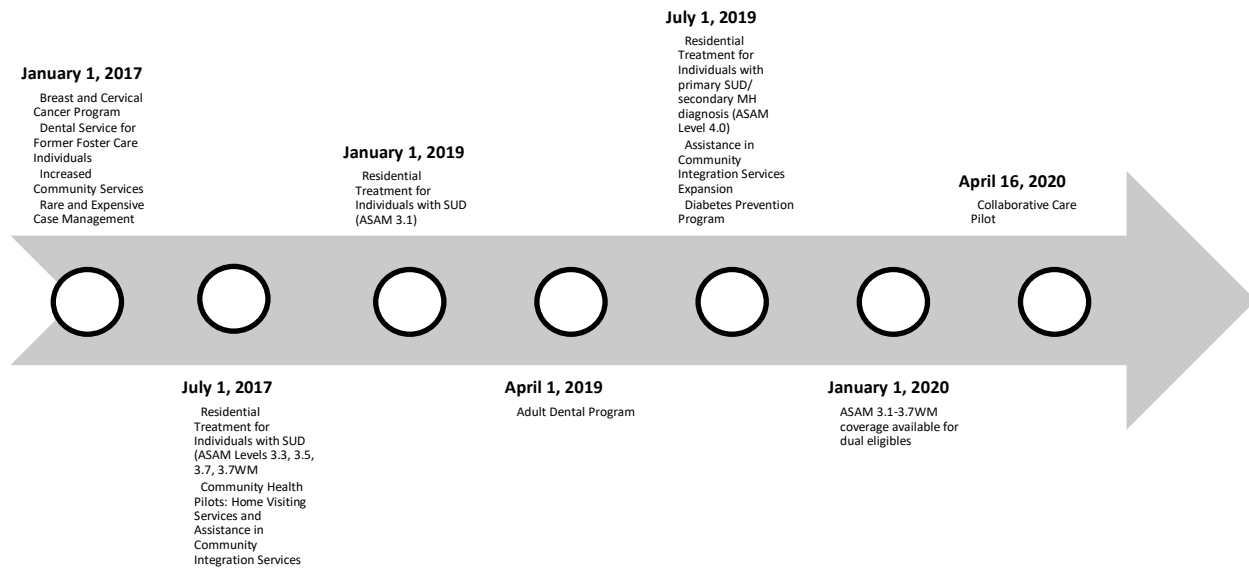 January 1, 2017
Breast and Cervical
Cancer Program
Dental Service for
Former Foster Care
Individuals
Increased
Community Services
Rare and Expensive
Case Management
July 1, 2017
Residential
Treatment for
Individuals with SUD
(ASAM Levels 3.3, 3.5,
3.7, 3.7WM
Community Health
Pilots: Home Visiting
Services and
Assistance in
Community
Integration Services
January 1, 2019
Residential
Treatment for
Individuals with SUD
(ASAM 3.1)
April 1, 2019
Adult Dental Program
July 1, 2019
Residential
Treatment for
Individuals with
primary SUD/
secondary MH
diagnosis (ASAM
Level 4.0)
Assistance in
Community
Integration Services
Expansion
Diabetes Prevention
Program
January 1, 2020
ASAM 3.1-3.7WM
coverage available for
dual eligibles
April 16, 2020
Collaborative Care
Pilot